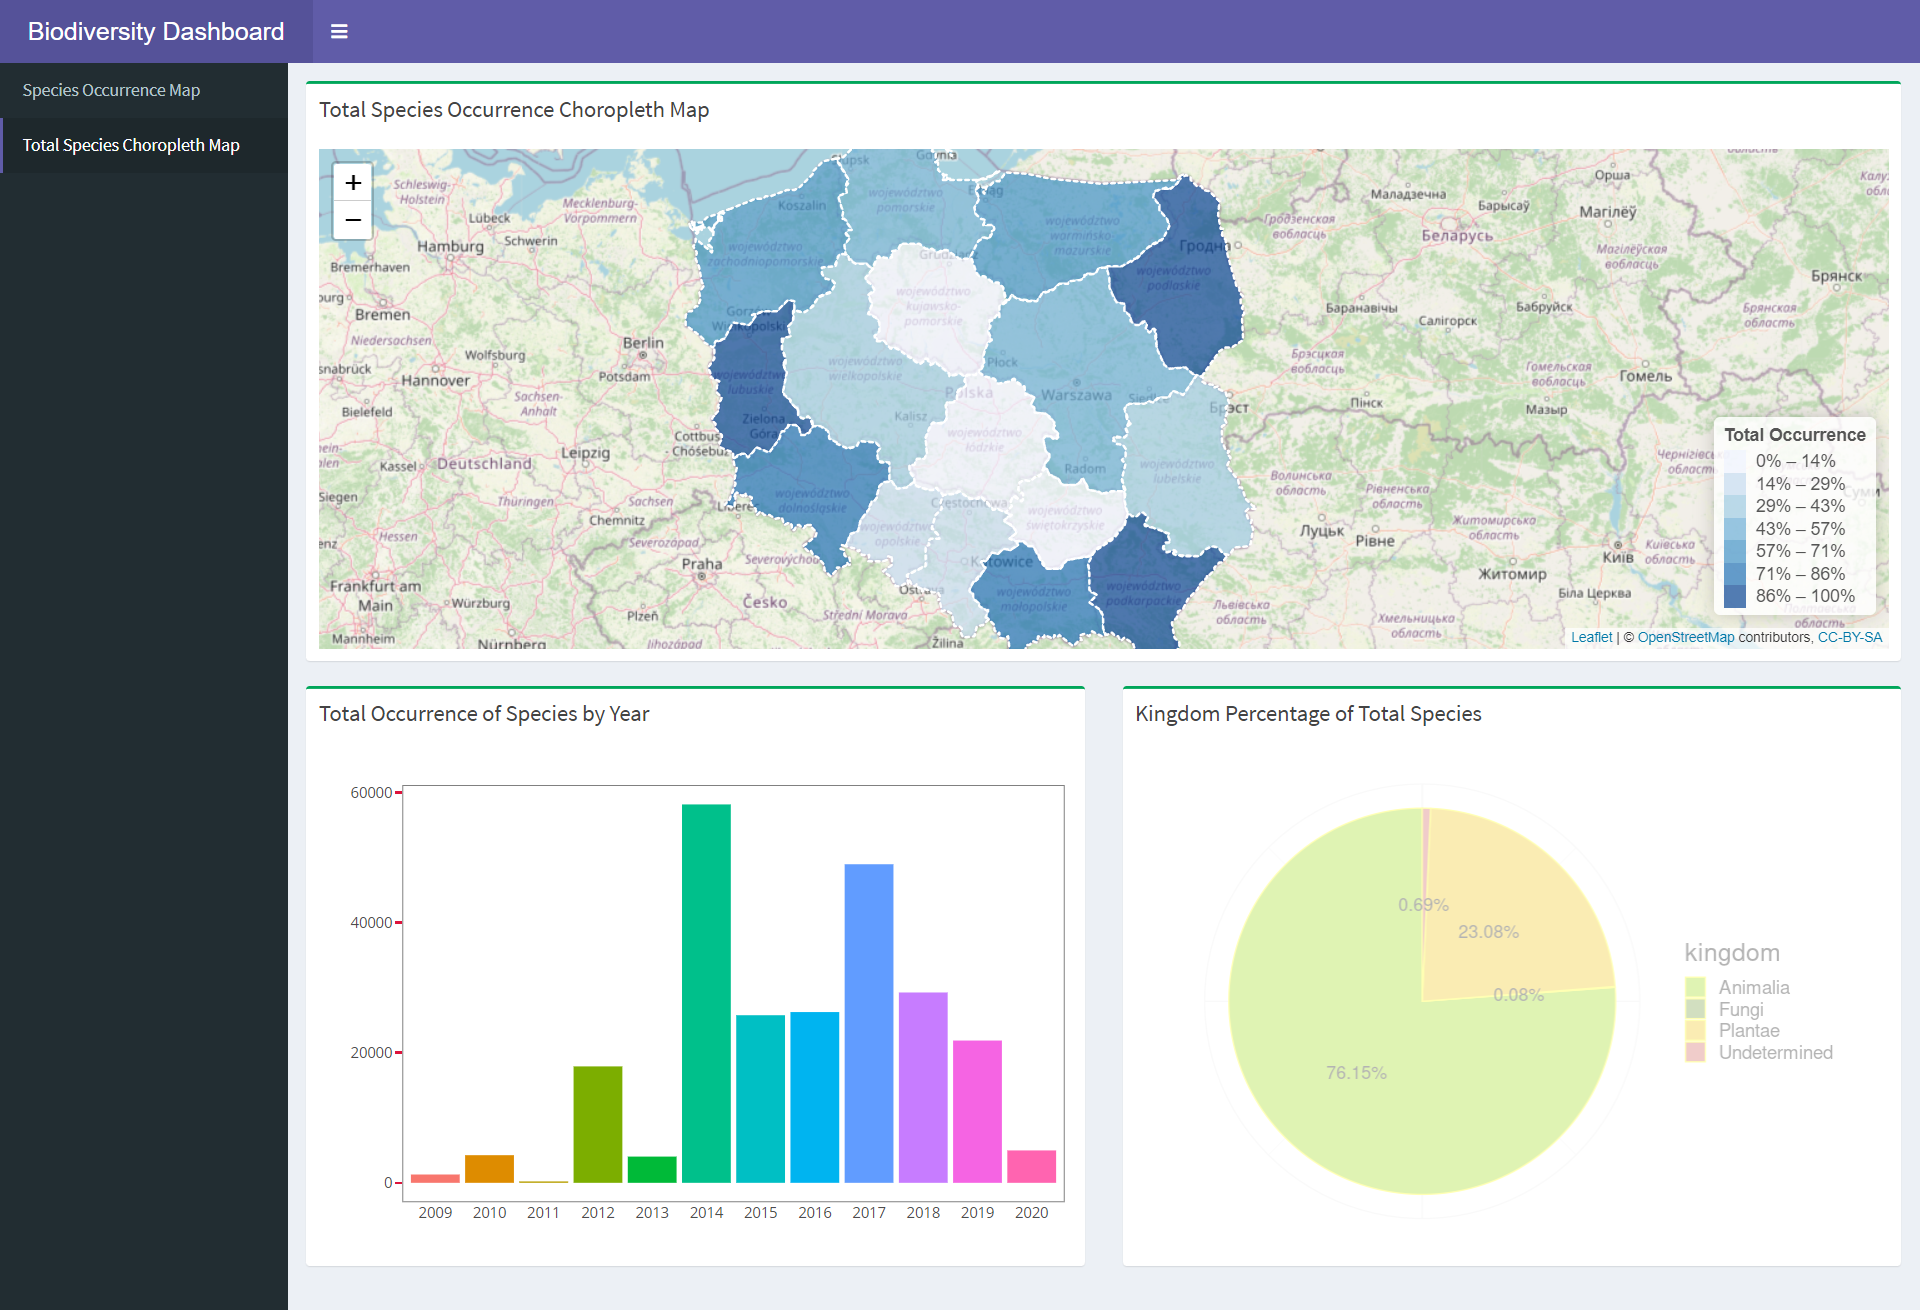 Biodiversity Dashboard
Species Occurrence Map
Total Species Choropleth Map
Total Species Occurrence Choropleth Map
+
−
Schleswig-
Holstein
Lübeck
Mecklenburg-
Vorpommern
Hamburg
Schwerin
Bremerhaven
Bremen
Niedersachsen
Wolfsburg
Berlin
Potsdam
Hannover
Sachsen-
Anhalt
Bielefeld
Cottbus
Kassel
Deutschland
Leipzig
Siegen
Thüringen
Sachsen
Chemnitz
Hessen
Severozápad
Praha
Frankfurt am
Main
Würzburg
Česko
Plzeň
Střední Morava
Mannheim
Nürnberg
Jihozápad
Žilina
Koszalin
województwo
zachodniopomorskie
województwo
pomorskie
województwo
warmińsko-
mazurskie
województwo
podlaskie
Гродна
województwo
kujawsko-
pomorskie
województwo
lubuskie
Zielona
Góra
województwo
wielkopolskie
Kalisz
Płock
Polska
Warszawa
województwo
łódzkie
Radom
województwo
lubelskie
województwo
dolnośląskie
województwo
opolskie
Częstochowa
województwo
świętokrzyskie
Katowice
województwo
małopolskie
województwo
podkarpackie
Орша
Маладзечна
Барысаў
Магілёў
Гродзенская
вобласць
Беларусь
Магілёўская
вобласць
Брянск
Баранавічы
Бабруйск
Салігорск
Брянская
область
Брэсцкая
вобласць
Гомельская
вобласць
Гомель
Брэст
Пінск
Мазыр
Волинська
область
Рівненська
область
Луцьк
Рівне
Житомирська
область
Київ
Київська
область
Житомир
Біла Церква
Львівська
область
Хмельницька
область
Total Occurrence
0% – 14%
14% – 29%
29% – 43%
43% – 57%
57% – 71%
71% – 86%
86% – 100%
Leaflet | © OpenStreetMap contributors, CC-BY-SA
Total Occurrence of Species by Year
60000
40000
20000
0
2009 2010 2011 2012 2013 2014 2015 2016 2017 2018 2019 2020
Kingdom Percentage of Total Species
0.69%
23.08%
0.08%
76.15%
kingdom
Animalia
Fungi
Plantae
Undetermined